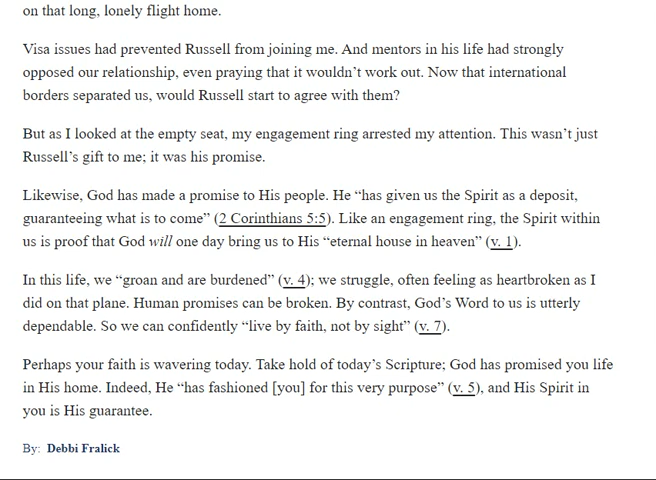 on that long, lonely flight home.
Visa issues had prevented Russell from joining me. And mentors in his life had strongly
opposed our relationship, even praying that it wouldn’t work out. Now that international
borders separated us, would Russell start to agree with them?
But as I looked at the empty seat, my engagement ring arrested my attention. This wasn’t just
Russell’s gift to me; it was his promise.
Likewise, God has made a promise to His people. He “has given us the Spirit as a deposit,
guaranteeing what is to come” (2 Corinthians 5:5). Like an engagement ring, the Spirit within
us is proof that God will one day bring us to His “eternal house in heaven” (v. 1).
In this life, we “groan and are burdened” (v. 4); we struggle, often feeling as heartbroken as I
did on that plane. Human promises can be broken. By contrast, God’s Word to us is utterly
dependable. So we can confidently “live by faith, not by sight” (v. 7).
Perhaps your faith is wavering today. Take hold of today’s Scripture; God has promised you life
in His home. Indeed, He “has fashioned [you] for this very purpose” (v. 5), and His Spirit in
you is His guarantee.
By: Debbi Fralick